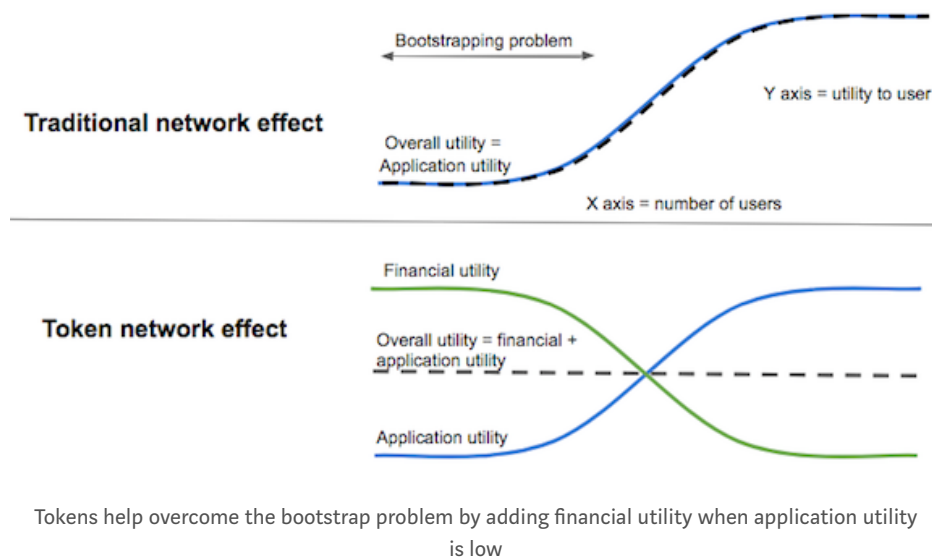 Bootstrapping problem
Y axis = utility to user
Traditional network effect
Overall utility =
Application utility
X axis = number of users
Financial utility
Token network effect
Overall utility = financial +
application utility
Application utility
Tokens help overcome the bootstrap problem by adding financial utility when application utility
is low